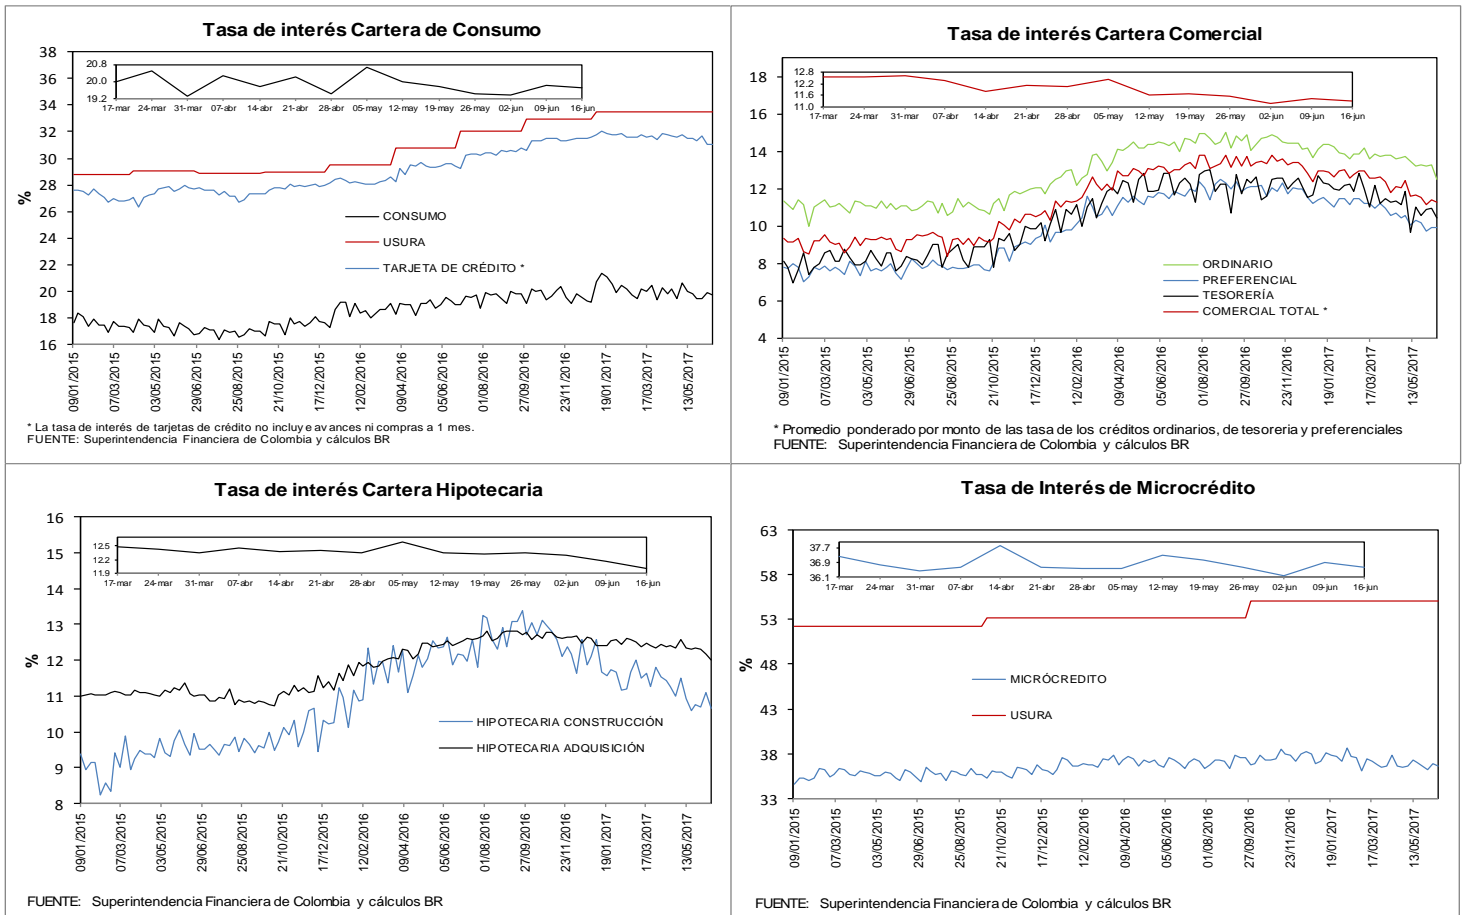 Tasa de interés Cartera de Consumo
38
36
34
32
30
28
26
24
22
20
18
16
%
20.8
20.0
19.2
17-mar 24-mar 31-mar 07-abr 14-abr 21-abr 28-abr 05-may 12-may 19-may 26-may 02-jun 09-jun 16-jun
CONSUMO
USURA
TARJETA DE CRÉDITO *
09/01/2015 07/03/2015 03/05/2015 29/06/2015 25/08/2015 21/10/2015 17/12/2015 12/02/2016 09/04/2016 05/06/2016 01/08/2016 27/09/2016 23/11/2016 19/01/2017 17/03/2017 13/05/2017
* La tasa de interés de tarjetas de crédito no incluye avances ni compras a 1 mes.
FUENTE: Superintendencia Financiera de Colombia y cálculos BR
Tasa de interés Cartera Comercial
18
16
14
12
10
8
6
4
12.8
12.2
11.6
11.0
17-mar 24-mar 31-mar 07-abr 14-abr 21-abr 28-abr 05-may 12-may 19-may 26-may 02-jun 09-jun 16-jun
ORDINARIO
PREFERENCIAL
TESORERÍA
COMERCIAL TOTAL *
09/01/2015 07/03/2015 03/05/2015 29/06/2015 25/08/2015 21/10/2015 17/12/2015 12/02/2016 09/04/2016 05/06/2016 01/08/2016 27/09/2016 23/11/2016 19/01/2017 17/03/2017 13/05/2017
* Promedio ponderado por monto de las tasa de los créditos ordinarios, de tesoreria y preferenciales
FUENTE: Superintendencia Financiera de Colombia y cálculos BR
Tasa de interés Cartera Hipotecaria
16
15
14
13
12
11
10
9
8
%
12.5
12.2
11.9
17-mar 24-mar 31-mar 07-abr 14-abr 21-abr 28-abr 05-may 12-may 19-may 26-may 02-jun 09-jun 16-jun
HIPOTECARIA CONSTRUCCIÓN
HIPOTECARIA ADQUISICIÓN
09/01/2015 07/03/2015 03/05/2015 29/06/2015 25/08/2015 21/10/2015 17/12/2015 12/02/2016 09/04/2016 05/06/2016 01/08/2016 27/09/2016 23/11/2016 19/01/2017 17/03/2017 13/05/2017
FUENTE: Superintendencia Financiera de Colombia y cálculos BR
Tasa de Interés de Microcrédito
63
58
53
48
43
38
33
%
37.7
36.9
36.1
17-mar 24-mar 31-mar 07-abr 14-abr 21-abr 28-abr 05-may 12-may 19-may 26-may 02-jun 09-jun 16-jun
MICRÓCREDITO
USURA
09/01/2015 07/03/2015 03/05/2015 29/06/2015 25/08/2015 21/10/2015 17/12/2015 12/02/2016 09/04/2016 05/06/2016 01/08/2016 27/09/2016 23/11/2016 19/01/2017 17/03/2017 13/05/2017
FUENTE: Superintendencia Financiera de Colombia y cálculos BR